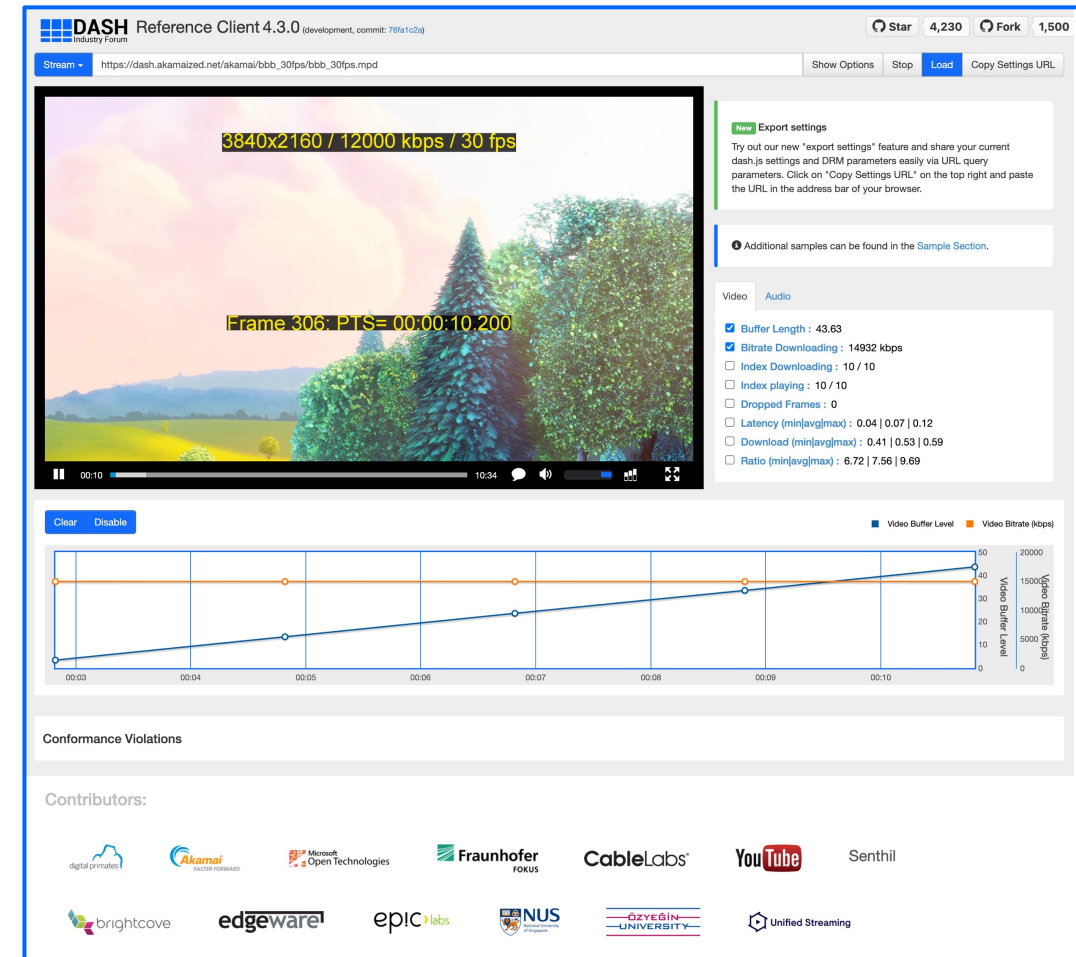 DASH
Industry Forum
Reference Client 4.3.0 (development, commit: 76fa1c2a)
Star 4,230 Fork 1,500
Stream https://dash.akamaized.net/akamai/bbb_30fps/bbb_30fps.mpd Show Options Stop Load Copy Settings URL
3840x2160 / 12000 kbps / 30 fps
Frame 306: PTS= 00:00:10.200
00:10 10:34
New Export settings
Try out our new "export settings" feature and share your current
dash.js settings and DRM parameters easily via URL query
parameters. Click on "Copy Settings URL" on the top right and paste
the URL in the address bar of your browser.
Additional samples can be found in the Sample Section.
Video Audio
Buffer Length : 43.63
Bitrate Downloading : 14932 kbps
Index Downloading : 10 / 10
Index playing : 10 / 10
Dropped Frames : 0
Latency (min|avg|max) : 0.04 | 0.07 | 0.12
Download (min|avg|max) : 0.41 | 0.53 | 0.59
Ratio (min|avg|max) : 6.72 | 7.56 | 9.69
Clear Disable
Video Buffer Level Video Bitrate (kbps)
50 20000
40 15000
30
10000
20
10 5000
0 0
Video Buffer Level
Video Bitrate (kbps)
00:03 00:04 00:05 00:06 00:07 00:08 00:09 00:10
Conformance Violations
Contributors:
digital primates
Akamai
FASTER FORWARD
Microsoft
Open Technologies
Fraunhofer
FOKUS
CableLabs®
YouTube
Senthil
brightcove
edgeware
epic labs
NUS
National University
of Singapore
ÖZYEĞİN
UNIVERSITY
Unified Streaming